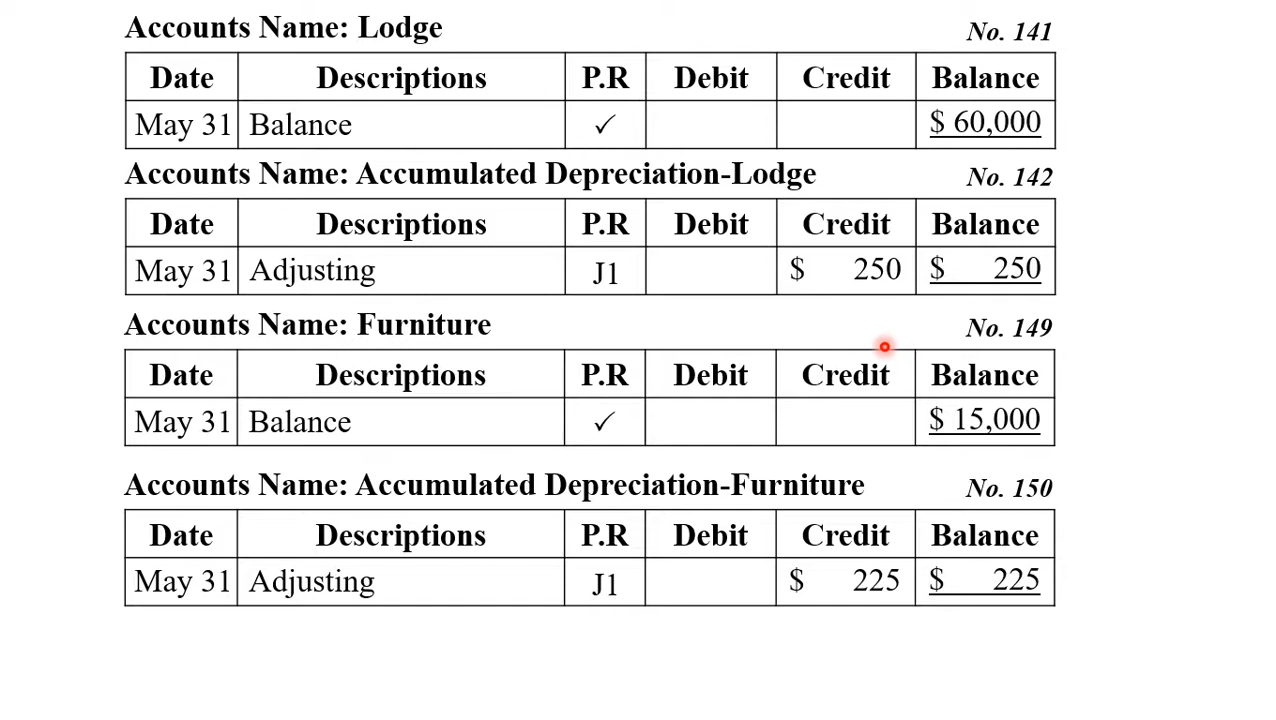 Accounts Name: Lodge No. 141
Date Descriptions P.R Debit Credit Balance
May 31 Balance ✓ $ 60,000
Accounts Name: Accumulated Depreciation-Lodge No. 142
Date Descriptions P.R Debit Credit Balance
May 31 Adjusting J1 $ 250 $ 250
Accounts Name: Furniture No. 149
Date Descriptions P.R Debit Credit Balance
May 31 Balance ✓ $ 15,000
Accounts Name: Accumulated Depreciation-Furniture No. 150
Date Descriptions P.R Debit Credit Balance
May 31 Adjusting J1 $ 225 $ 225